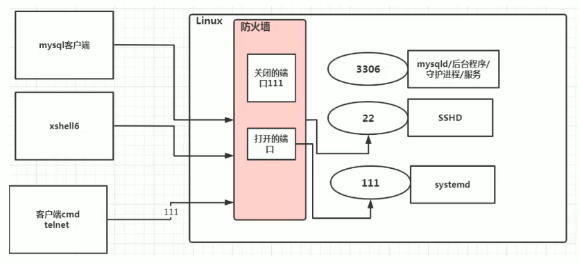 Linux
防火墙
mysql客户端
关闭的端
口111
3306
mysqld/后台程序/
守护进程/服务
xshell6
打开的端
口
22
SSHD
111
systemd
客户端cmd
telnet
111